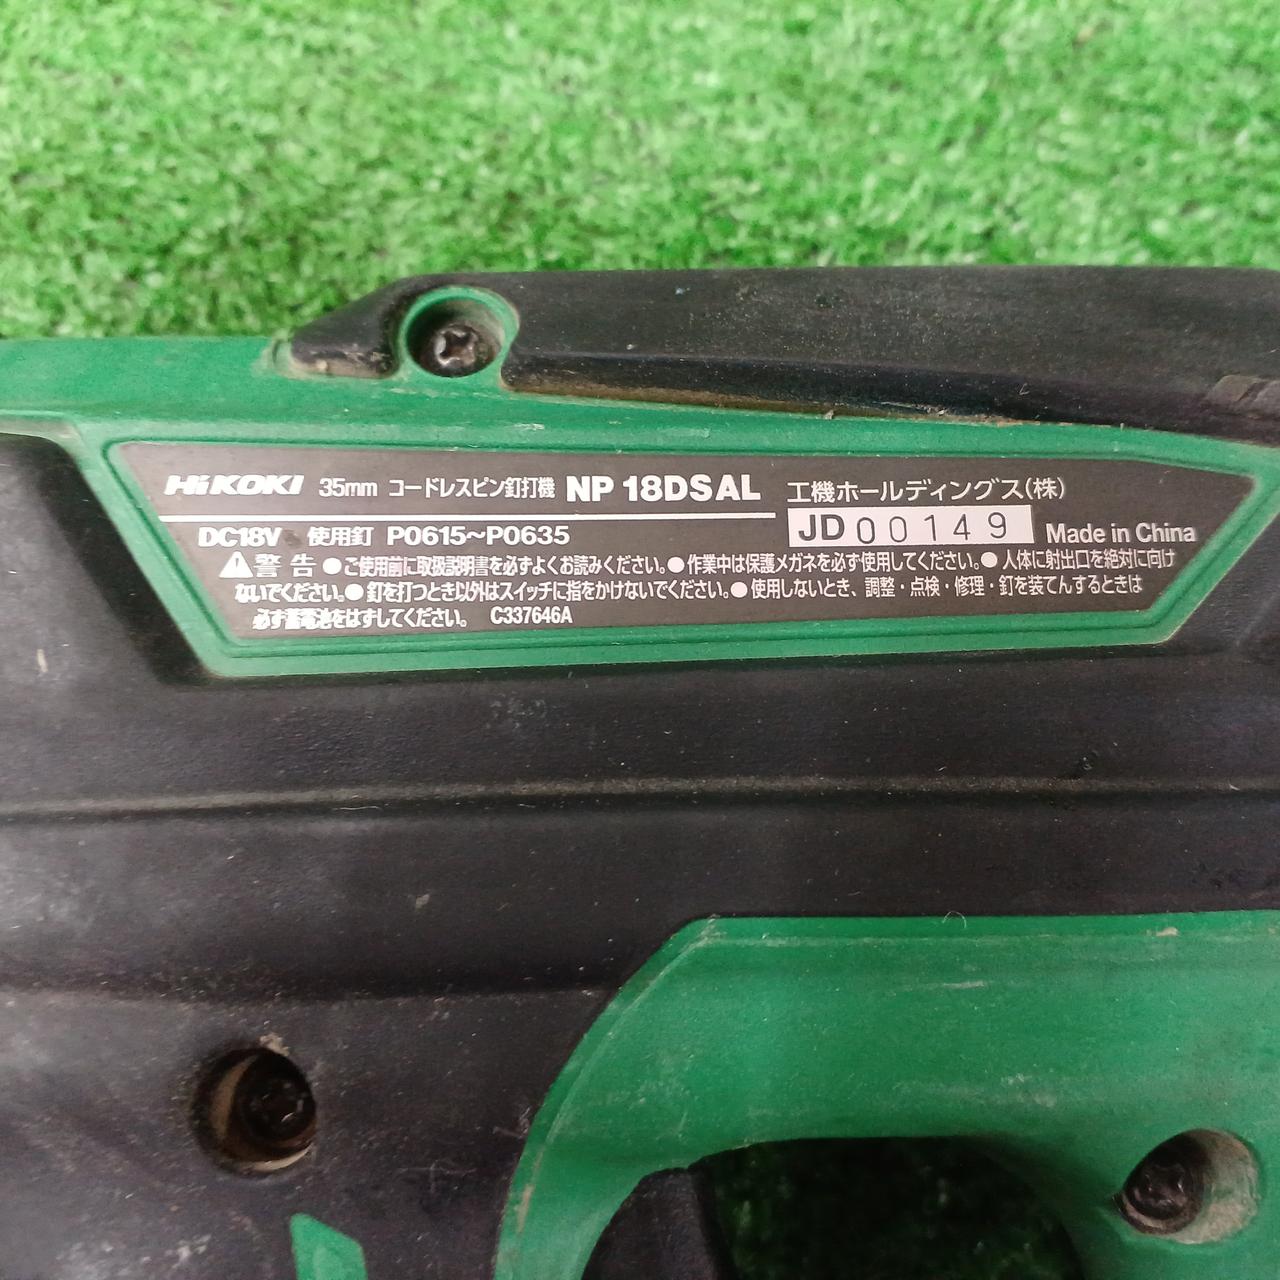 HiKOKI 35mm コードレスピン釘打機 NP 18DSAL 工機ホールディングス(株)
DC18V 使用釘 P0615～P0635 JD00149 Made in China
警告 ●ご使用前に取扱説明書を必ずよくお読みください。●作業中は保護メガネを必ず使用してください。●人体に射出口を絶対に向け
ないでください。●釘を打つとき以外はスイッチに指をかけないでください。●使用しないとき、調整・点検・修理・釘を装てんするときは
必ず蓄電池をはずしてください。 C337646A